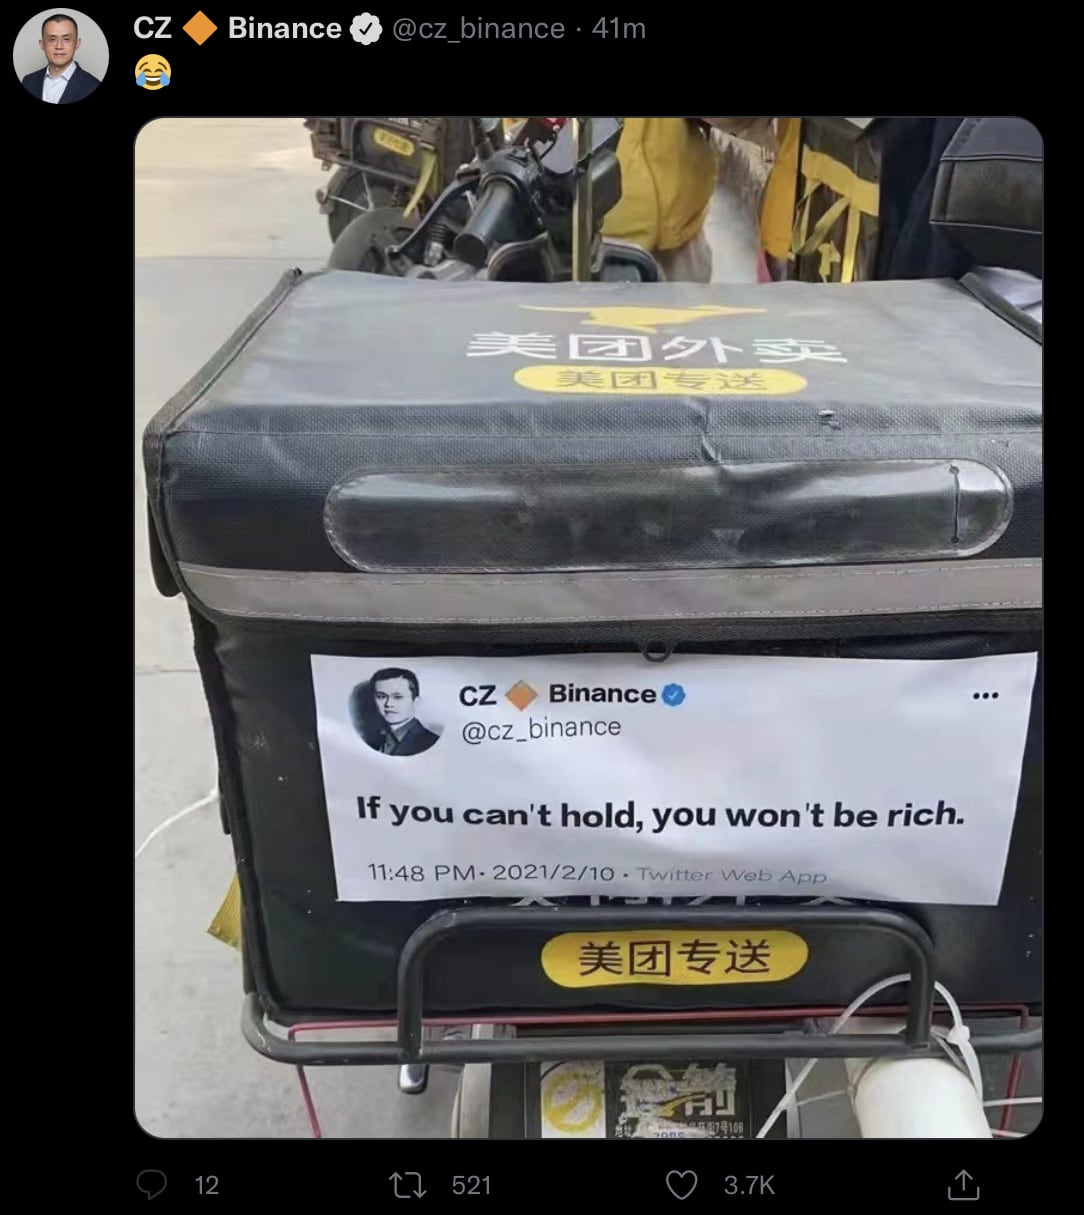 CZ 🔶 Binance @cz_binance · 41m
😂
美团外卖
美团专送
CZ 🔶 Binance
@cz_binance
...
If you can't hold, you won't be rich.
11:48 PM · 2021/2/10 · Twitter Web App
美团专送
12 521 3.7K